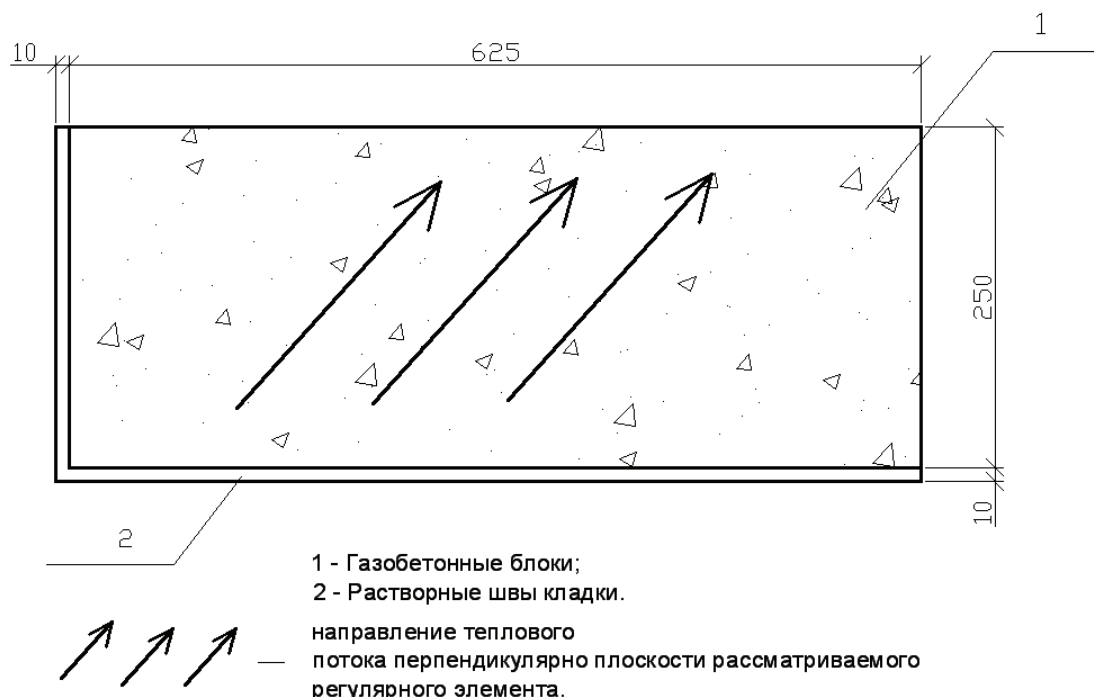 1
10
625
250
10
2
1 - Газобетонные блоки;
2 - Растворные швы кладки.
направление теплового
— потока перпендикулярно плоскости рассматриваемого
регулярного элемента.